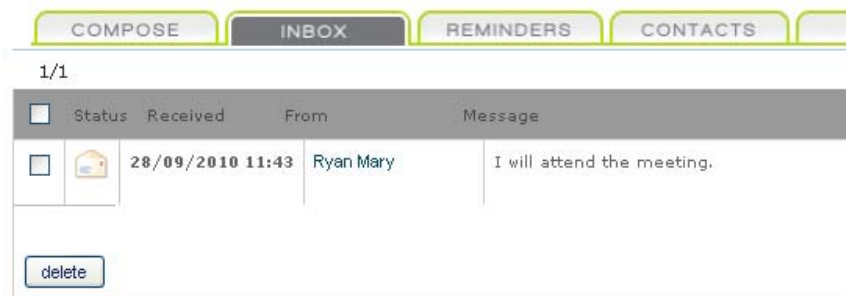 COMPOSE INBOX REMINDERS CONTACTS
1/1
Status Received From Message
28/09/2010 11:43 Ryan Mary I will attend the meeting.
delete